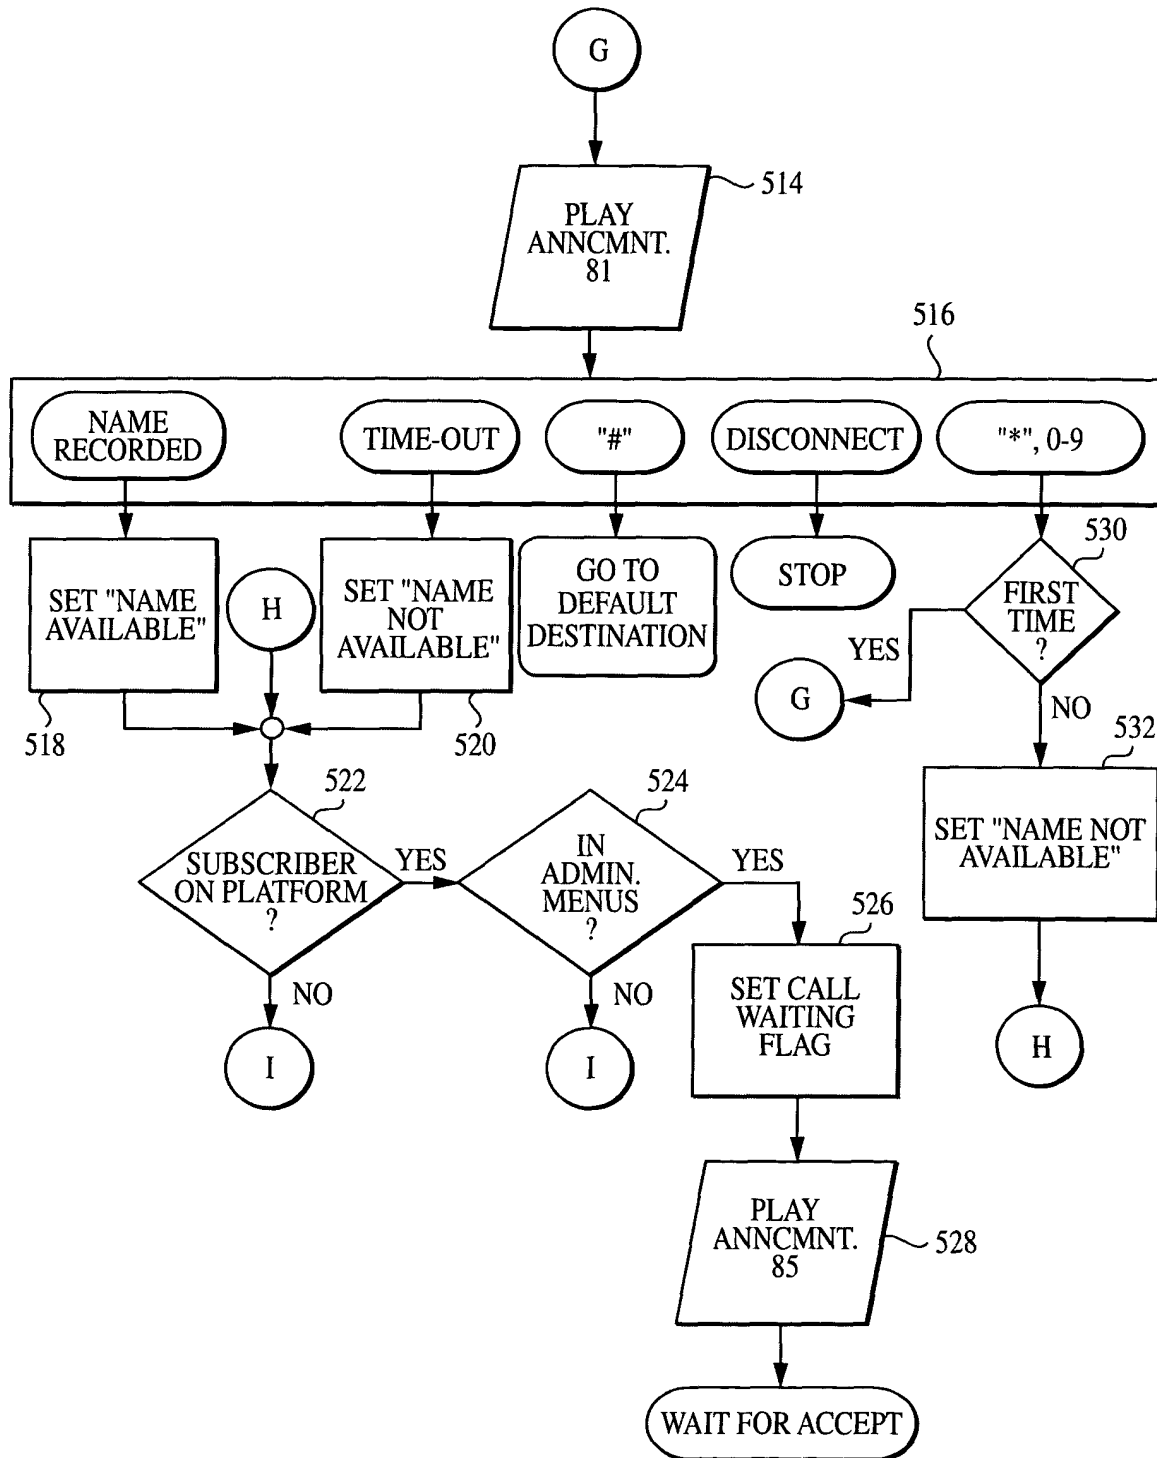 G
PLAY
ANNCMNT.
81
514
516
NAME
RECORDED
TIME-OUT
"#"
DISCONNECT
"*", 0-9
SET "NAME
AVAILABLE"
518
H
SET "NAME
NOT
AVAILABLE"
520
GO TO
DEFAULT
DESTINATION
STOP
530
FIRST
TIME
?
YES
G
NO
532
SET "NAME NOT
AVAILABLE"
H
522
SUBSCRIBER
ON PLATFORM
?
YES
NO
I
524
IN
ADMIN.
MENUS
?
YES
NO
I
526
SET CALL
WAITING
FLAG
PLAY
ANNCMNT.
85
528
WAIT FOR ACCEPT